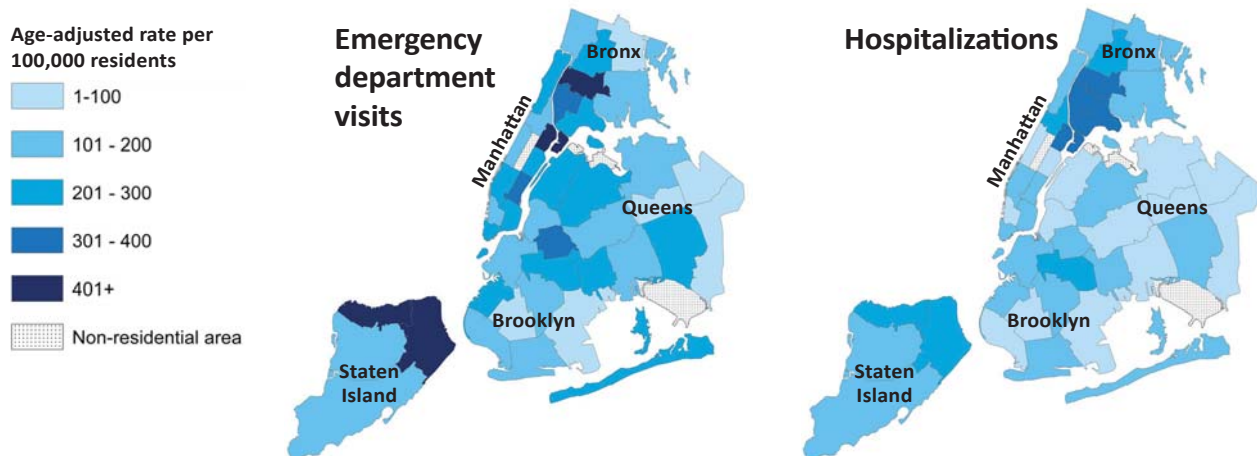 Age-adjusted rate per
100,000 residents
1-100
101 - 200
201 - 300
301 - 400
401+
Non-residential area
Emergency
department
visits
Bronx
Manhattan
Queens
Brooklyn
Staten
Island
Hospitalizations
Bronx
Manhattan
Queens
Brooklyn
Staten
Island